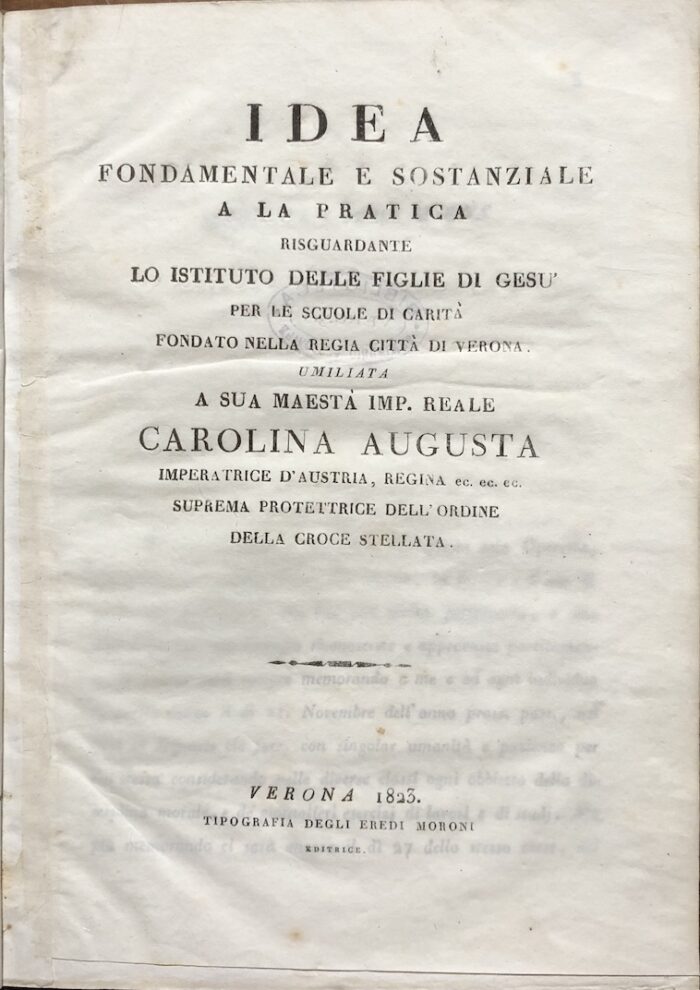 IDEA
FONDAMENTALE E SOSTANZIALE
A LA PRATICA
RISGUARDANTE
LO ISTITUTO DELLE FIGLIE DI GESU'
PER LE SCUOLE DI CARITÀ
FONDATO NELLA REGIA CITTÀ DI VERONA.
UMILIATA
A SUA MAESTÀ IMP. REALE
CAROLINA AUGUSTA
IMPERATRICE D'AUSTRIA, REGINA ec. ec. ec.
SUPREMA PROTETTRICE DELL'ORDINE
DELLA CROCE STELLATA.
VERONA 1823.
TIPOGRAFIA DEGLI EREDI MORONI
EDITRICE.